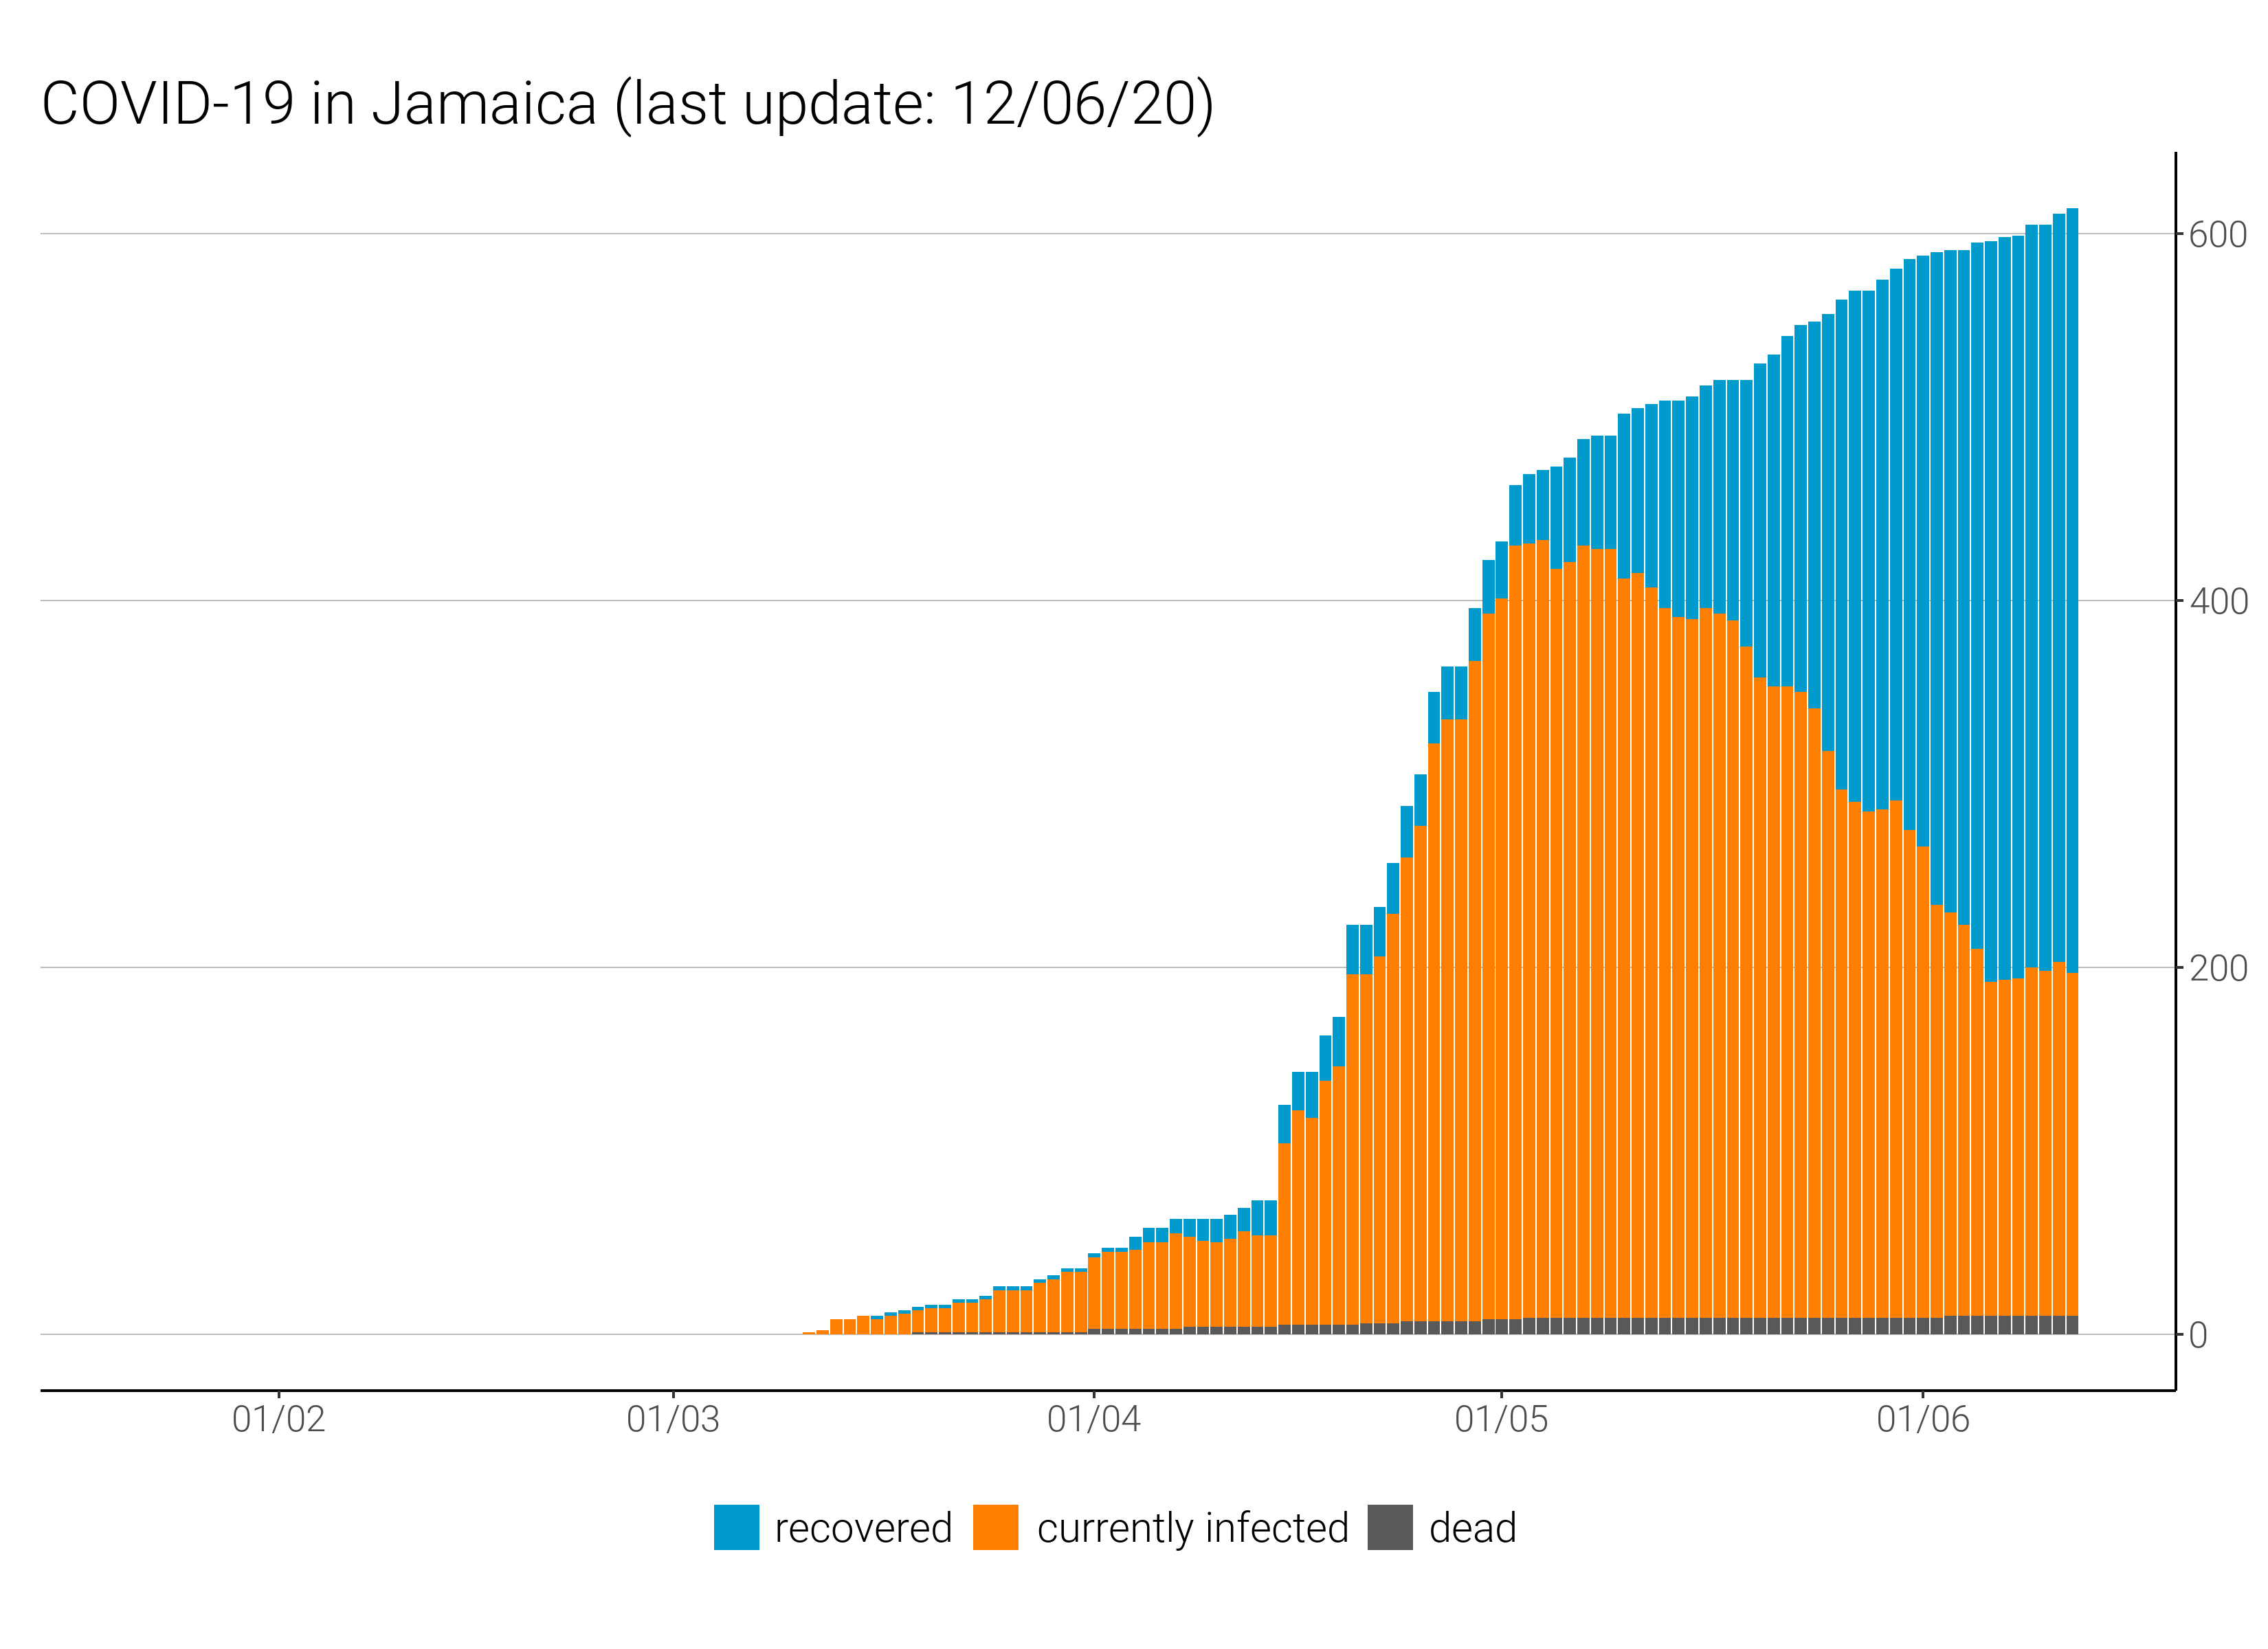 COVID-19 in Jamaica (last update: 12/06/20)
600
400
200
0
01/02 01/03 01/04 01/05 01/06
recovered currently infected dead